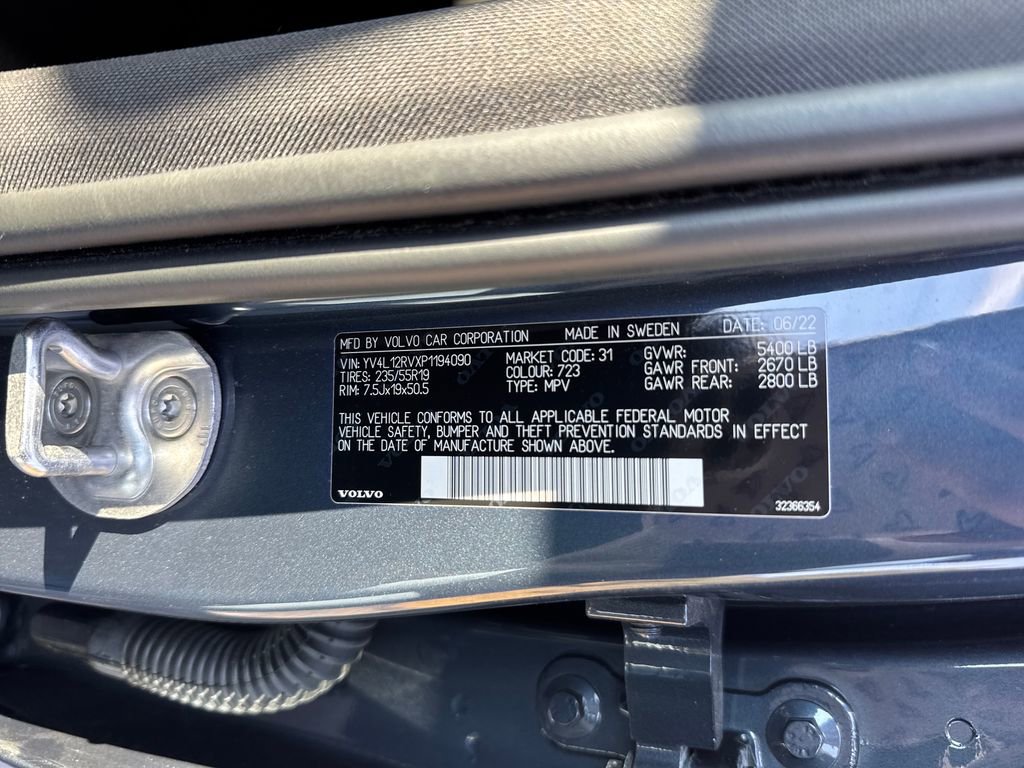 MFD BY VOLVO CAR CORPORATION MADE IN SWEDEN DATE: 06/22
VIN: YV4L12RVXP1194090 MARKET CODE: 31 GVWR: 5400 LB
TIRES: 235/55R19 COLOUR: 723 GAWR FRONT: 2670 LB
RIM: 7.5Jx19x50.5 TYPE: MPV GAWR REAR: 2800 LB
THIS VEHICLE CONFORMS TO ALL APPLICABLE FEDERAL MOTOR
VEHICLE SAFETY, BUMPER AND THEFT PREVENTION STANDARDS IN EFFECT
ON THE DATE OF MANUFACTURE SHOWN ABOVE.
VOLVO 32366354